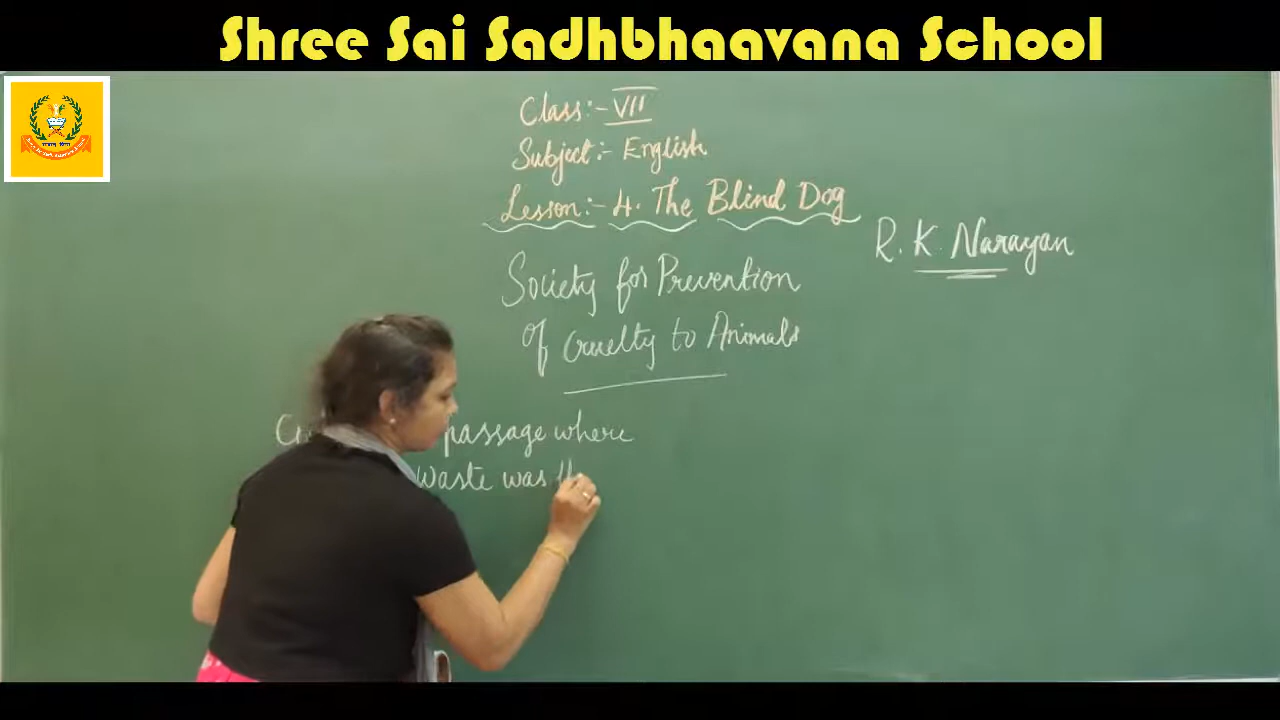 Shree Sai Sadhbhaavana School
Class:- VII
Subject:- English
Lesson:- 4. The Blind Dog
R. K. Narayan
Society for Prevention
of Cruelty to Animals
passage where
waste was